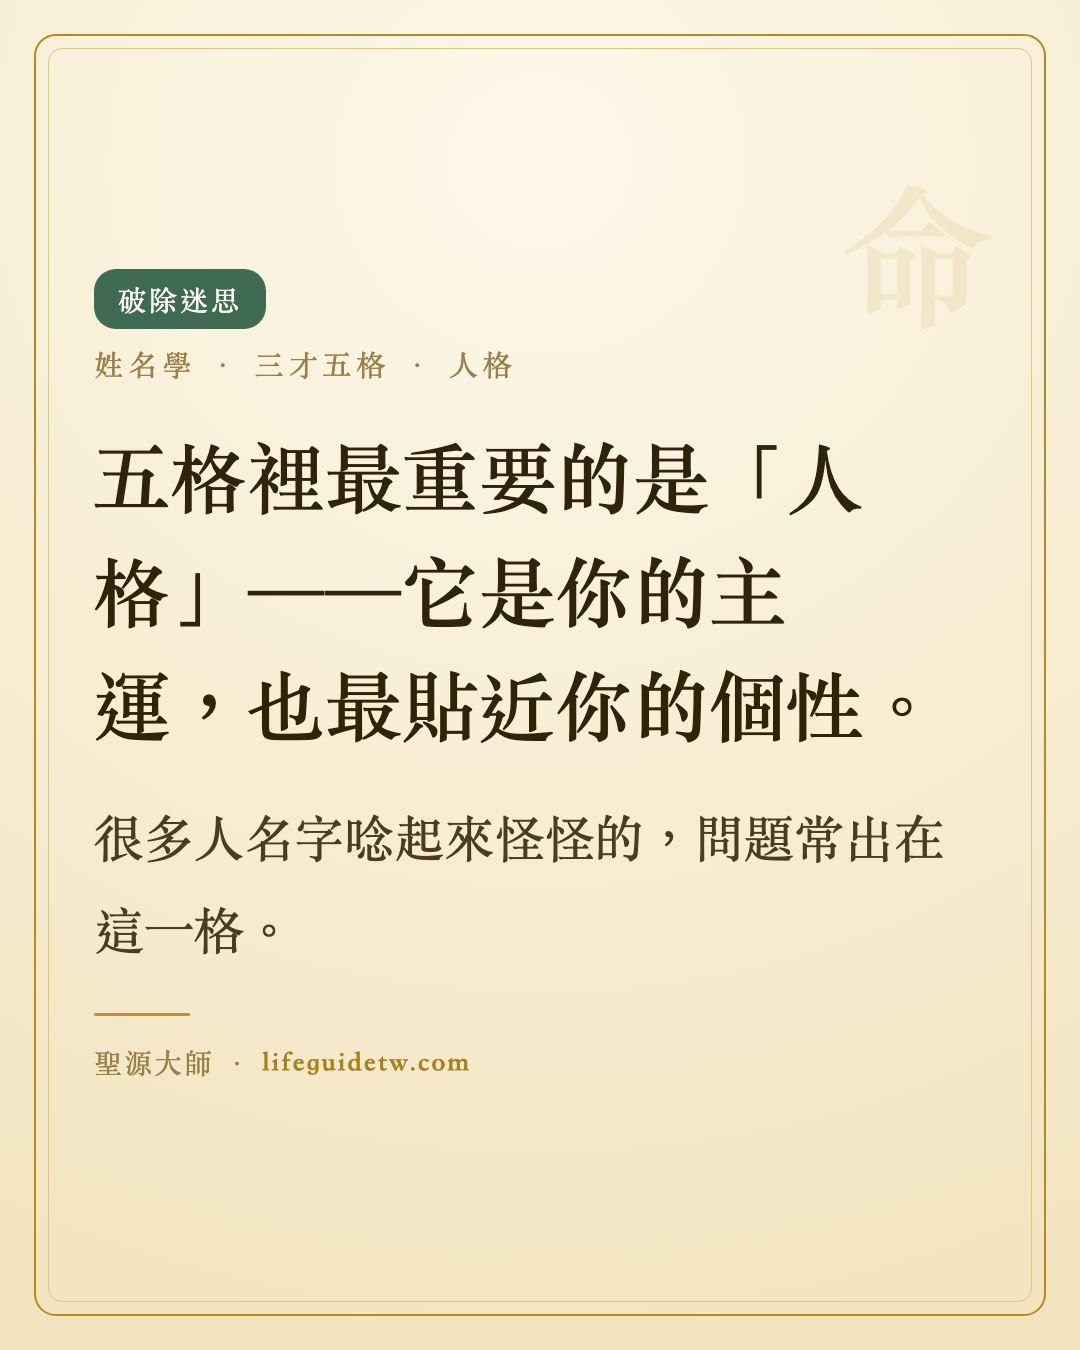 命
破除迷思
姓名學 · 三才五格 · 人格
五格裡最重要的是「人
格」——它是你的主
運，也最貼近你的個性。
很多人名字唸起來怪怪的，問題常出在
這一格。
聖源大師 · lifeguidetw.com